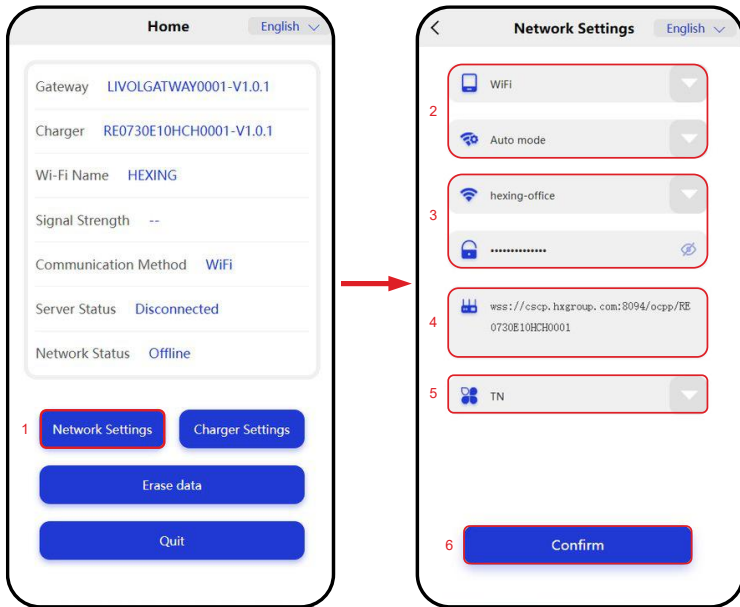 Home
English
Gateway LIVOLGATWAY0001-V1.0.1
Charger RE0730E10HCH0001-V1.0.1
Wi-Fi Name HEXING
Signal Strength --
Communication Method WiFi
Server Status Disconnected
Network Status Offline
1
Network Settings
Charger Settings
Erase data
Quit
Network Settings
English
2
WiFi
Auto mode
3
hexing-office
••••••••••••••
4
wss://cscp.hxgroup.com:8094/ocpp/RE
0730E10HCH0001
5
TN
6
Confirm